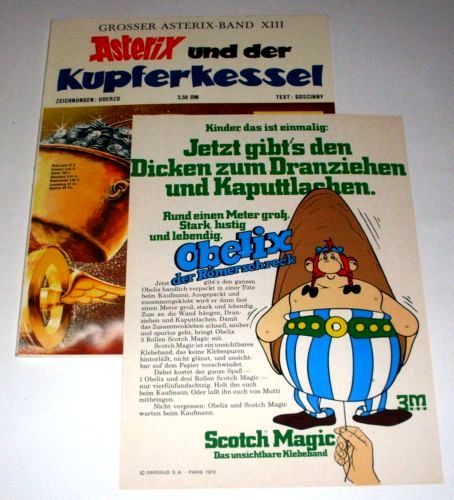 GROSSER ASTERIX-BAND XIII
Asterix und der
Kupferkessel
ZEICHNUNGEN: UDERZO 3,50 DM TEXT: GOSCINNY
Kinder das ist einmalig:
Jetzt gibt's den
Dicken zum Dranziehen
und Kaputtlachen.
Rund einen Meter groß.
Stark, lustig
und lebendig.
Obelix
der Römerschreck
Jetzt gibt's den ganzen
Obelix handlich verpackt in einer Tüte
beim Kaufmann. Ausgepackt und
zusammengeklebt wird er dann fast
einen Meter groß, stark und lebendig.
Zum an die Wand hängen, Dran-
ziehen und Kaputtlachen. Damit
das Zusammenkleben schnell, sauber
und spurlos geht, bringt Obelix
3 Rollen Scotch Magic mit.
Scotch Magic ist ein unsichtbares
Klebeband, das keine Klebespuren
hinterläßt, nicht glänzt, und unsicht-
bar auf dem Papier verschwindet.
Dabei kostet der ganze Spaß —
1 Obelix und drei Rollen Scotch Magic —
nur vierfünfundachtzig. Holt ihn euch
beim Kaufmann. Oder laßt ihn euch von Mutti
mitbringen.
Nicht vergessen: Obelix und Scotch Magic
warten beim Kaufmann.
3M
Scotch Magic
Das unsichtbare Klebeband
© DARGAUD S.A. - PARIS 1973